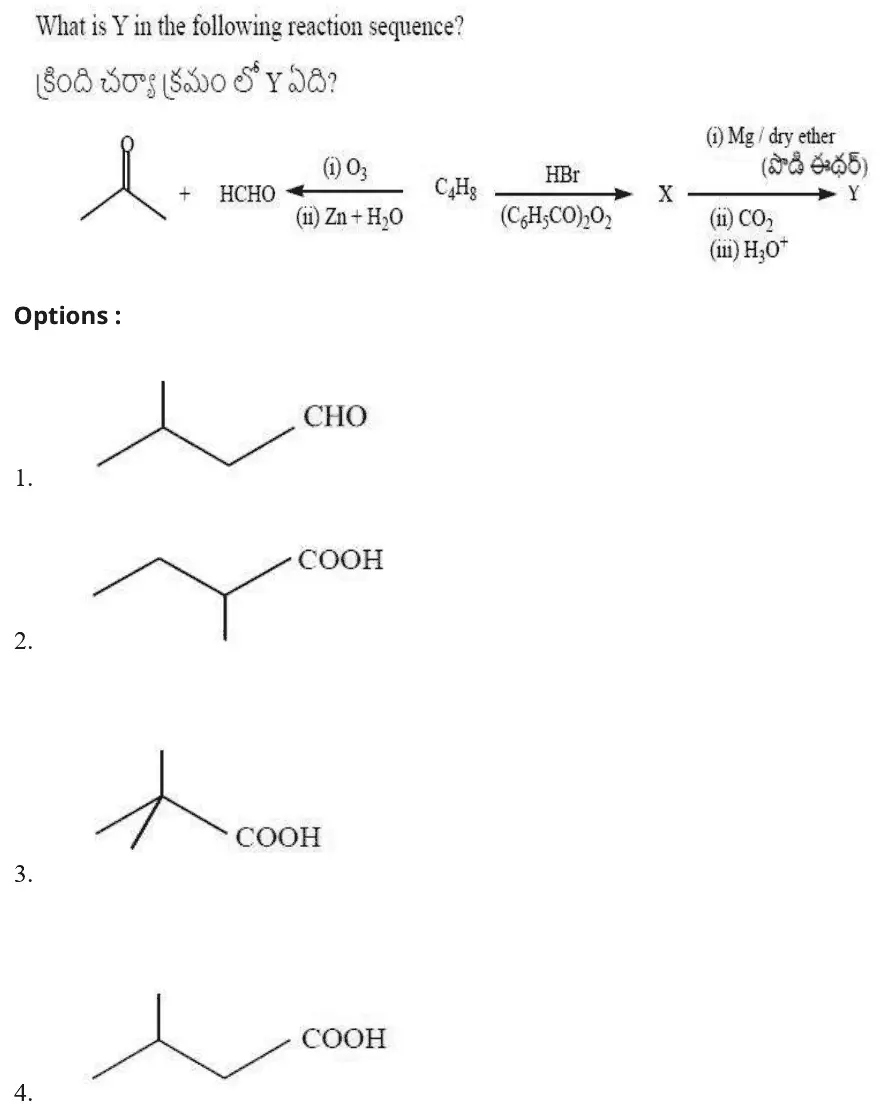 What is Y in the following reaction sequence?
క్రింది చర్యా క్రమం లో Y ఏది?
O
+ HCHO
(i) O₃
(ii) Zn + H₂O
C₄H₈
HBr
(C₆H₅CO)₂O₂
X
(i) Mg / dry ether
(పొడి ఈథర్)
(ii) CO₂
(iii) H₃O⁺
Y
Options :
CHO
1.
COOH
2.
COOH
3.
COOH
4.